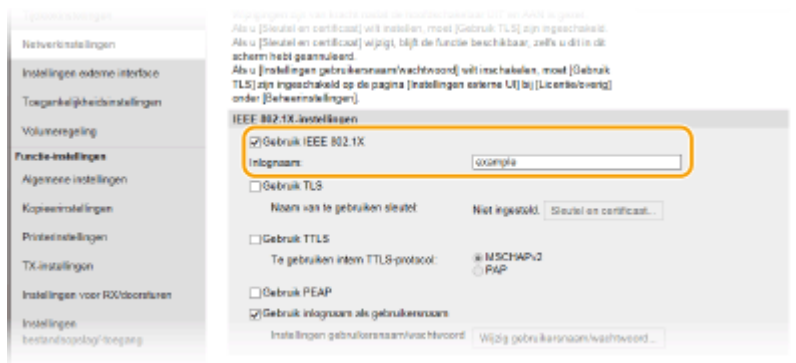 Netwerkinstellingen
Instellingen externe interface
Toegankelijkheidsinstellingen
Volumeregeling
Functie-instellingen
Algemene instellingen
Kopieerinstellingen
Printerinstellingen
TX-instellingen
Instellingen voor RX/doorsturen
Instellingen
bestandsopslag/-toegang
Als u [Sleutel en certificaat] wilt instellen, moet [Gebruik TLS] zijn ingeschakeld.
Als u [Sleutel en certificaat] wijzigt, blijft de functie beschikbaar, zelfs u dit in dit
scherm hebt geannuleerd.
Als u [Instellingen gebruikersnaam/wachtwoord] wilt inschakelen, moet [Gebruik
TLS] zijn ingeschakeld op de pagina [Instellingen externe UI] bij [Licentie/overig]
onder [Beheerinstellingen].
IEEE 802.1X-instellingen
Gebruik IEEE 802.1X
Inlognaam: example
Gebruik TLS
Naam van te gebruiken sleutel: Niet ingesteld. Sleutel en certificaat...
Gebruik TTLS
Te gebruiken intern TTLS-protocol: MSCHAPv2
PAP
Gebruik PEAP
Gebruik inlognaam als gebruikersnaam
Instellingen gebruikersnaam/wachtwoord Wijzig gebruikersnaam/wachtwoord...